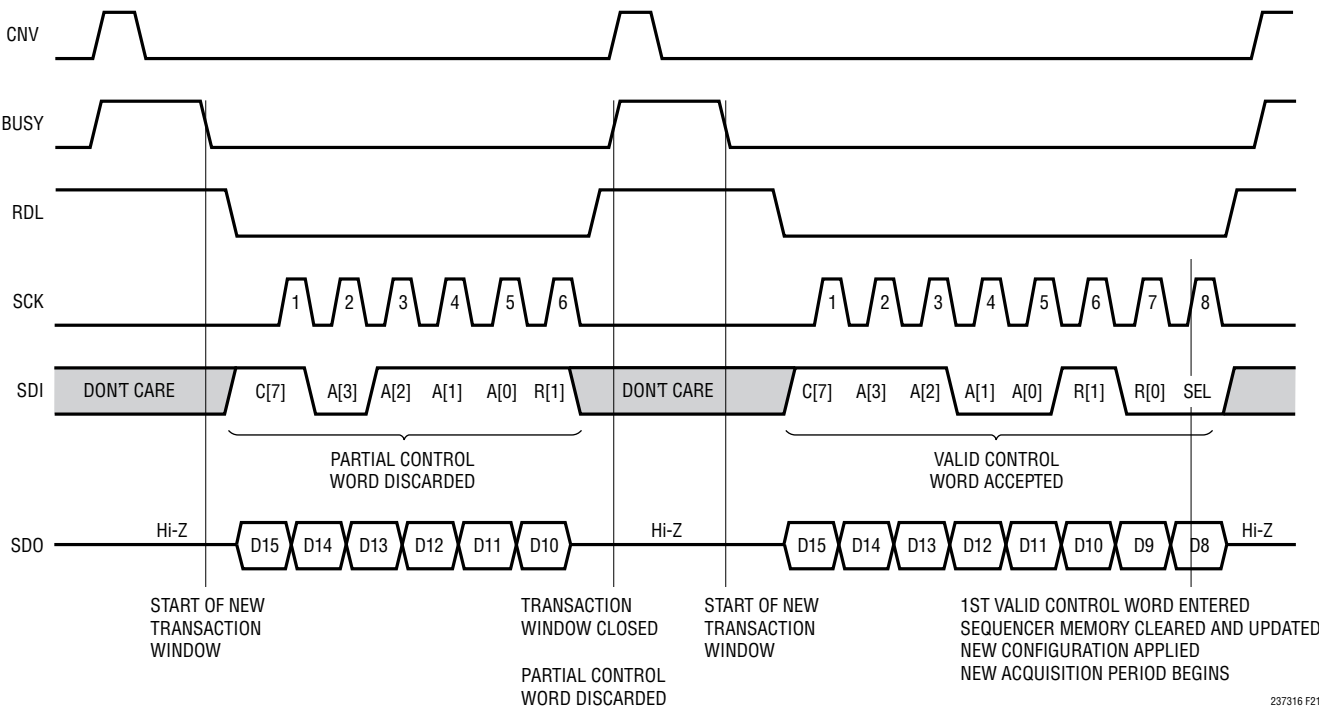 CNV
BUSY
RDL
SCK
1 2 3 4 5 6 1 2 3 4 5 6 7 8
SDI
DON'T CARE C[7] A[3] A[2] A[1] A[0] R[1] DON'T CARE C[7] A[3] A[2] A[1] A[0] R[1] R[0] SEL
PARTIAL CONTROL
WORD DISCARDED
VALID CONTROL
WORD ACCEPTED
SDO
Hi-Z D15 D14 D13 D12 D11 D10 Hi-Z D15 D14 D13 D12 D11 D10 D9 D8 Hi-Z
START OF NEW
TRANSACTION
WINDOW
TRANSACTION
WINDOW CLOSED
PARTIAL CONTROL
WORD DISCARDED
START OF NEW
TRANSACTION
WINDOW
1ST VALID CONTROL WORD ENTERED
SEQUENCER MEMORY CLEARED AND UPDATED
NEW CONFIGURATION APPLIED
NEW ACQUISITION PERIOD BEGINS
237316 F21